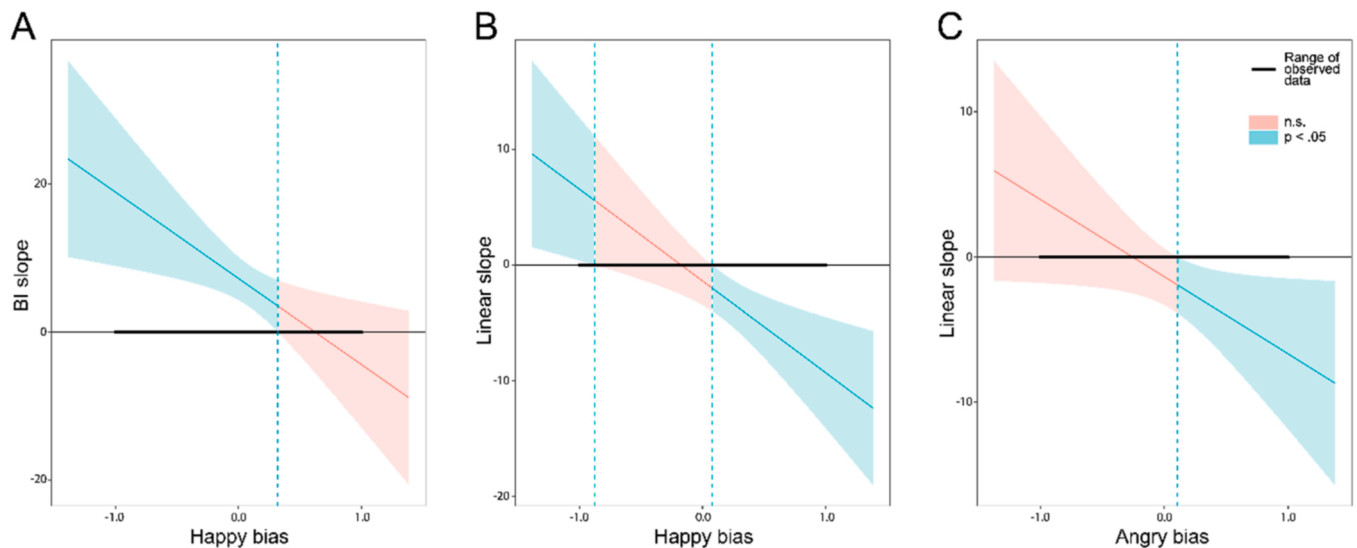 A
BI slope
20
0
-20
-1.0 0.0 1.0
Happy bias
B
Linear slope
10
0
-10
-20
-1.0 0.0 1.0
Happy bias
C
Linear slope
10
0
-10
-1.0 0.0 1.0
Angry bias
Range of
observed
data
n.s.
p < .05